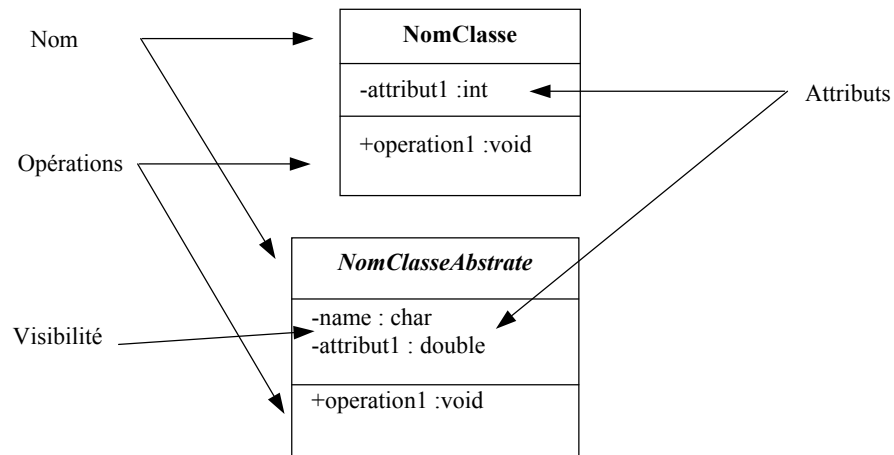 Nom
NomClasse
-attribut1 :int
Attributs
+operation1 :void
Opérations
NomClasseAbstrate
-name : char
Visibilité
-attribut1 : double
+operation1 :void